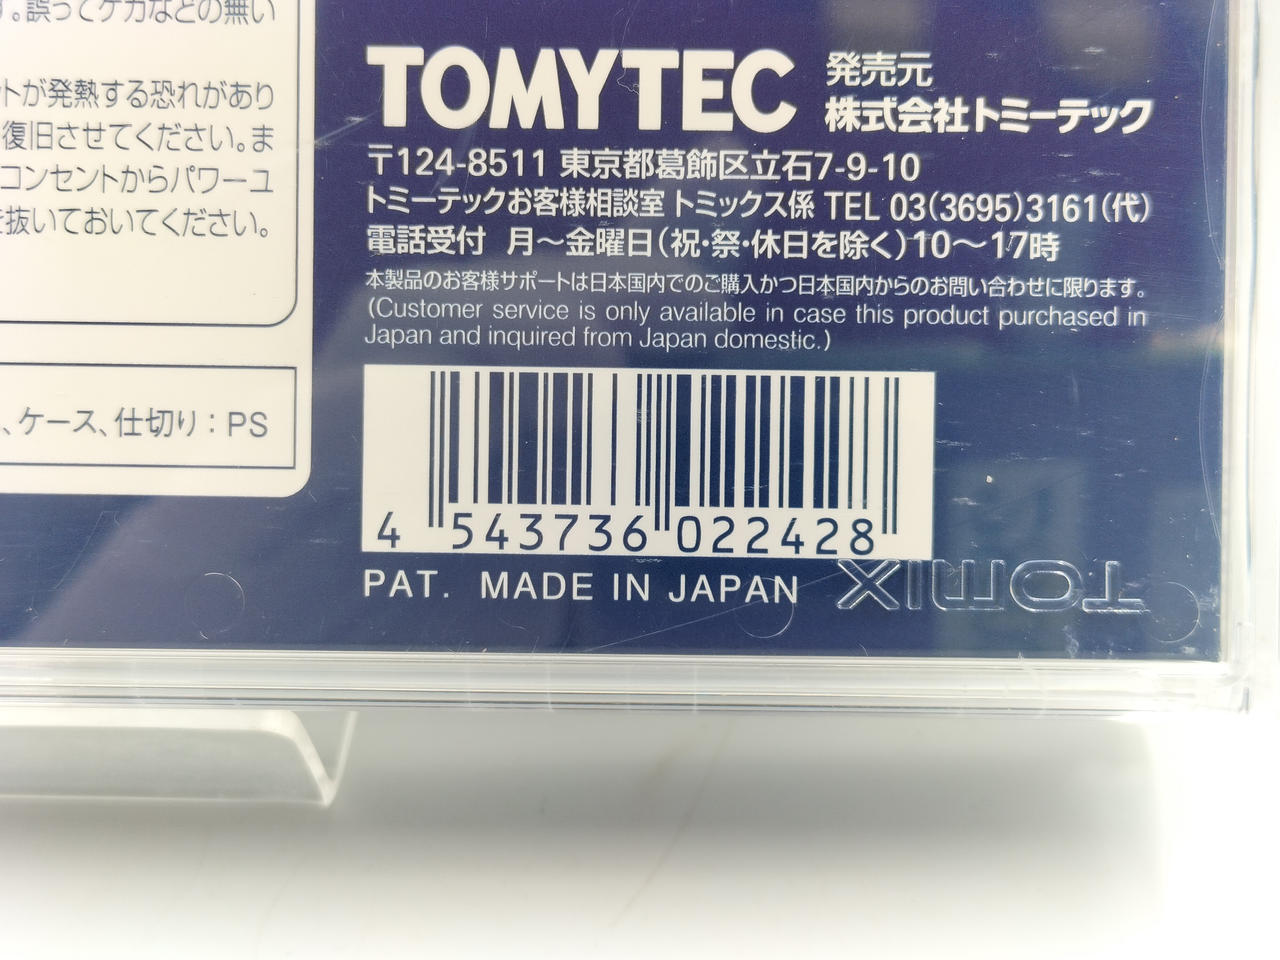 。誤ってケガなどの無い
トが発熱する恐れがあり
復旧させてください。ま
コンセントからパワーユ
を抜いておいてください。
、ケース、仕切り：PS
TOMYTEC
発売元
株式会社トミーテック
〒124-8511 東京都葛飾区立石7-9-10
トミーテックお客様相談室 トミックス係 TEL 03(3695)3161(代)
電話受付 月～金曜日(祝・祭・休日を除く)10～17時
本製品のお客様サポートは日本国内でのご購入かつ日本国内からのお問い合わせに限ります。
(Customer service is only available in case this product purchased in
Japan and inquired from Japan domestic.)
4 543736 022428
PAT. MADE IN JAPAN
TOMIX